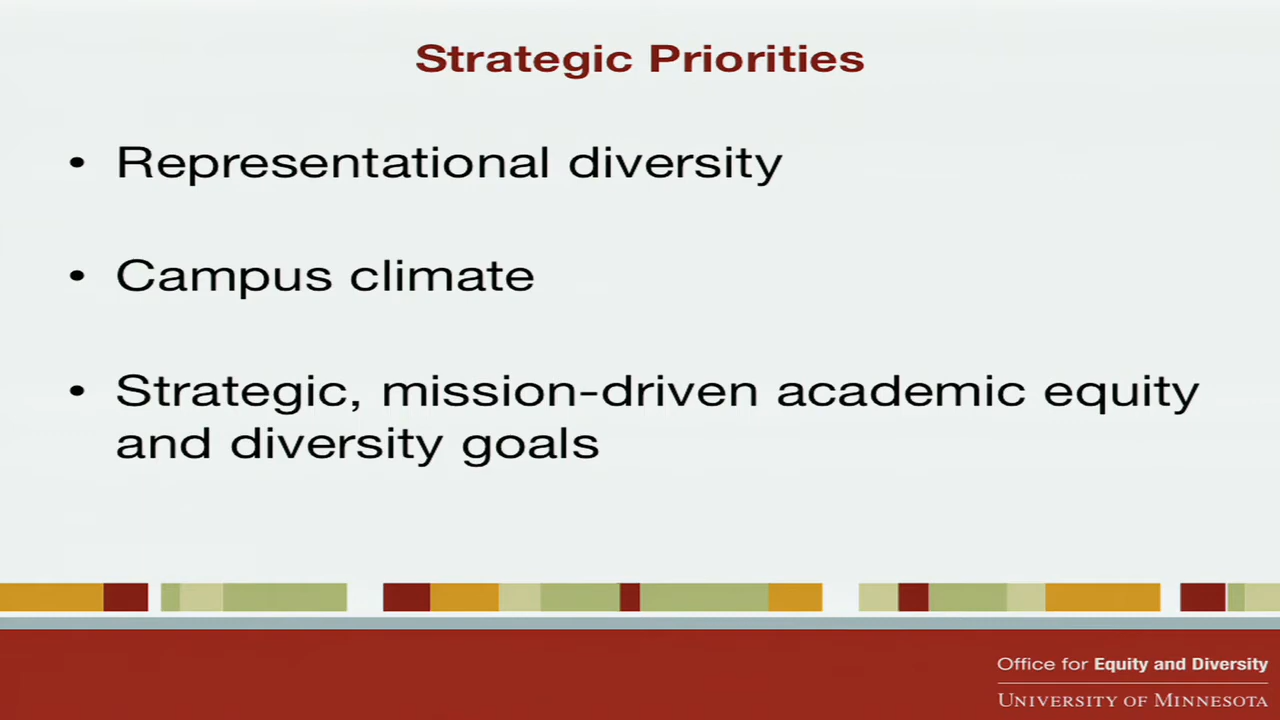 Strategic Priorities
• Representational diversity
• Campus climate
• Strategic, mission-driven academic equity
and diversity goals
Office for Equity and Diversity
UNIVERSITY OF MINNESOTA